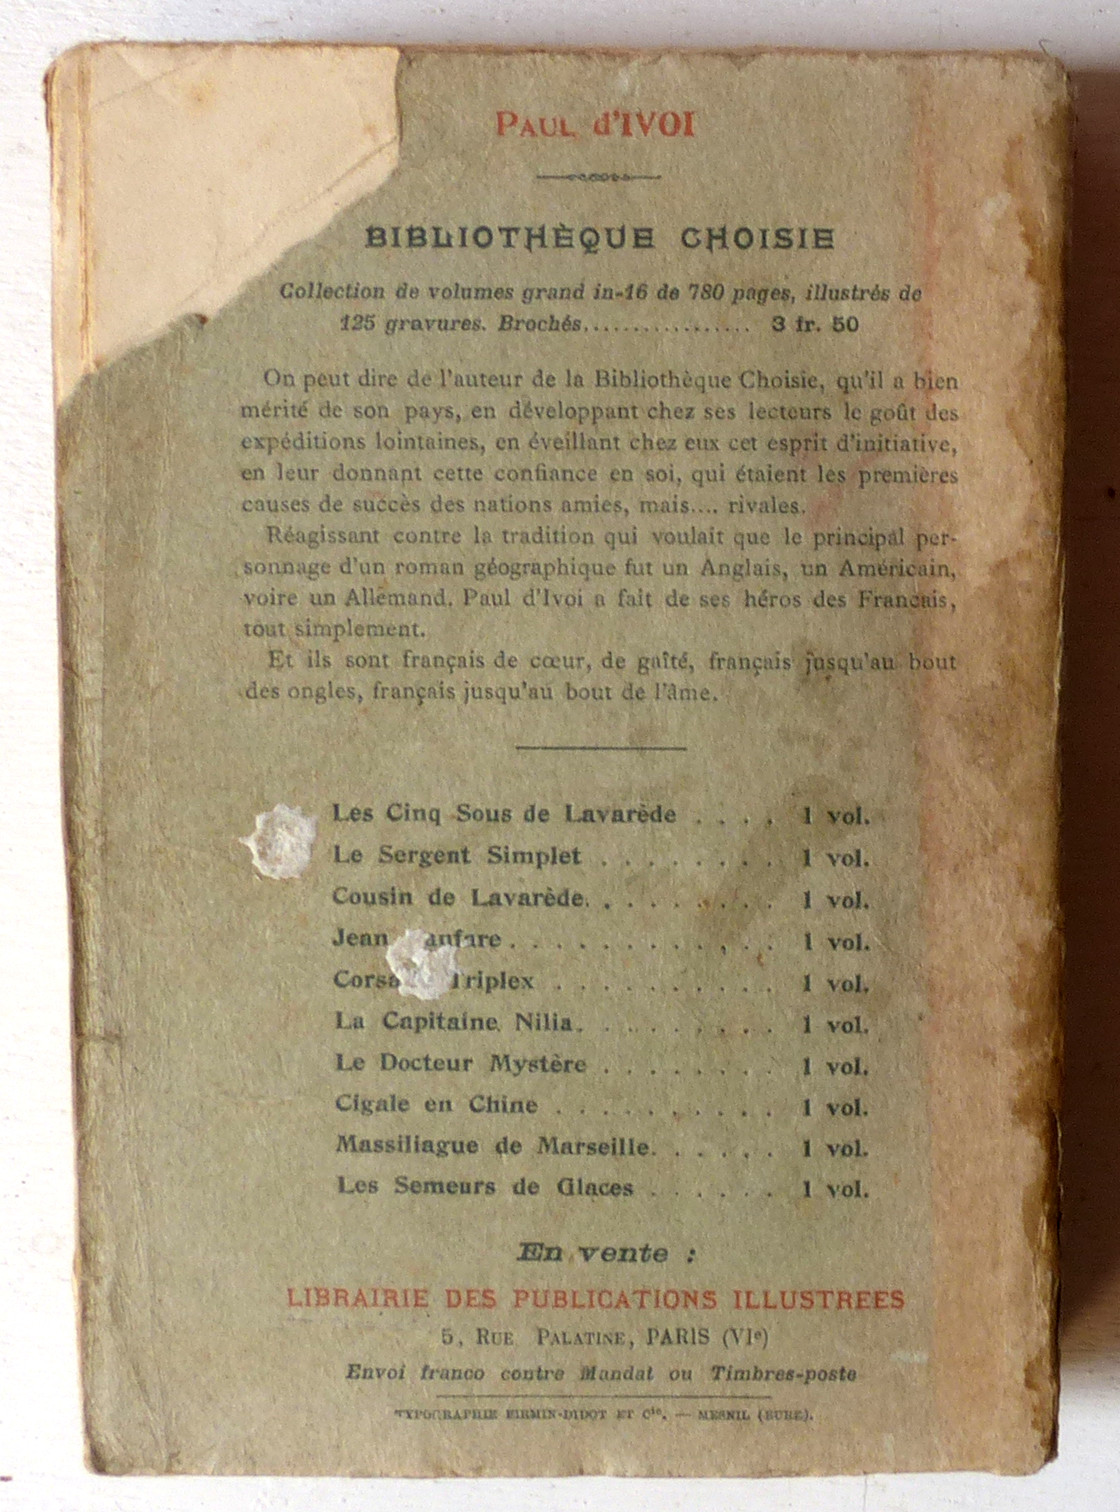 PAUL d'IVOI
BIBLIOTHÈQUE CHOISIE
Collection de volumes grand in-16 de 780 pages, illustrés de
125 gravures. Brochés................ 3 fr. 50
On peut dire de l'auteur de la Bibliothèque Choisie, qu'il a bien
mérité de son pays, en développant chez ses lecteurs le goût des
expéditions lointaines, en éveillant chez eux cet esprit d'initiative,
en leur donnant cette confiance en soi, qui étaient les premières
causes de succès des nations amies, mais.... rivales.
Réagissant contre la tradition qui voulait que le principal per-
sonnage d'un roman géographique fut un Anglais, un Américain,
voire un Allemand. Paul d'Ivoi a fait de ses héros des Francais,
tout simplement.
Et ils sont français de cœur, de gaîté, français jusqu'au bout
des ongles, français jusqu'au bout de l'âme.
Les Cinq Sous de Lavarède . . . . 1 vol.
Le Sergent Simplet . . . . . . . . 1 vol.
Cousin de Lavarède. . . . . . . . . 1 vol.
Jean anfare . . . . . . . . . . . 1 vol.
Corsa Triplex . . . . . . . . . . 1 vol.
La Capitaine Nilia. . . . . . . . . 1 vol.
Le Docteur Mystère . . . . . . . . 1 vol.
Cigale en Chine . . . . . . . . . . 1 vol.
Massiliague de Marseille. . . . . . 1 vol.
Les Semeurs de Glaces . . . . . . 1 vol.
En vente :
LIBRAIRIE DES PUBLICATIONS ILLUSTREES
5, RUE PALATINE, PARIS (VIe)
Envoi franco contre Mandat ou Timbres-poste
TYPOGRAPHIE FIRMIN-DIDOT ET Cie. — MESNIL (EURE).